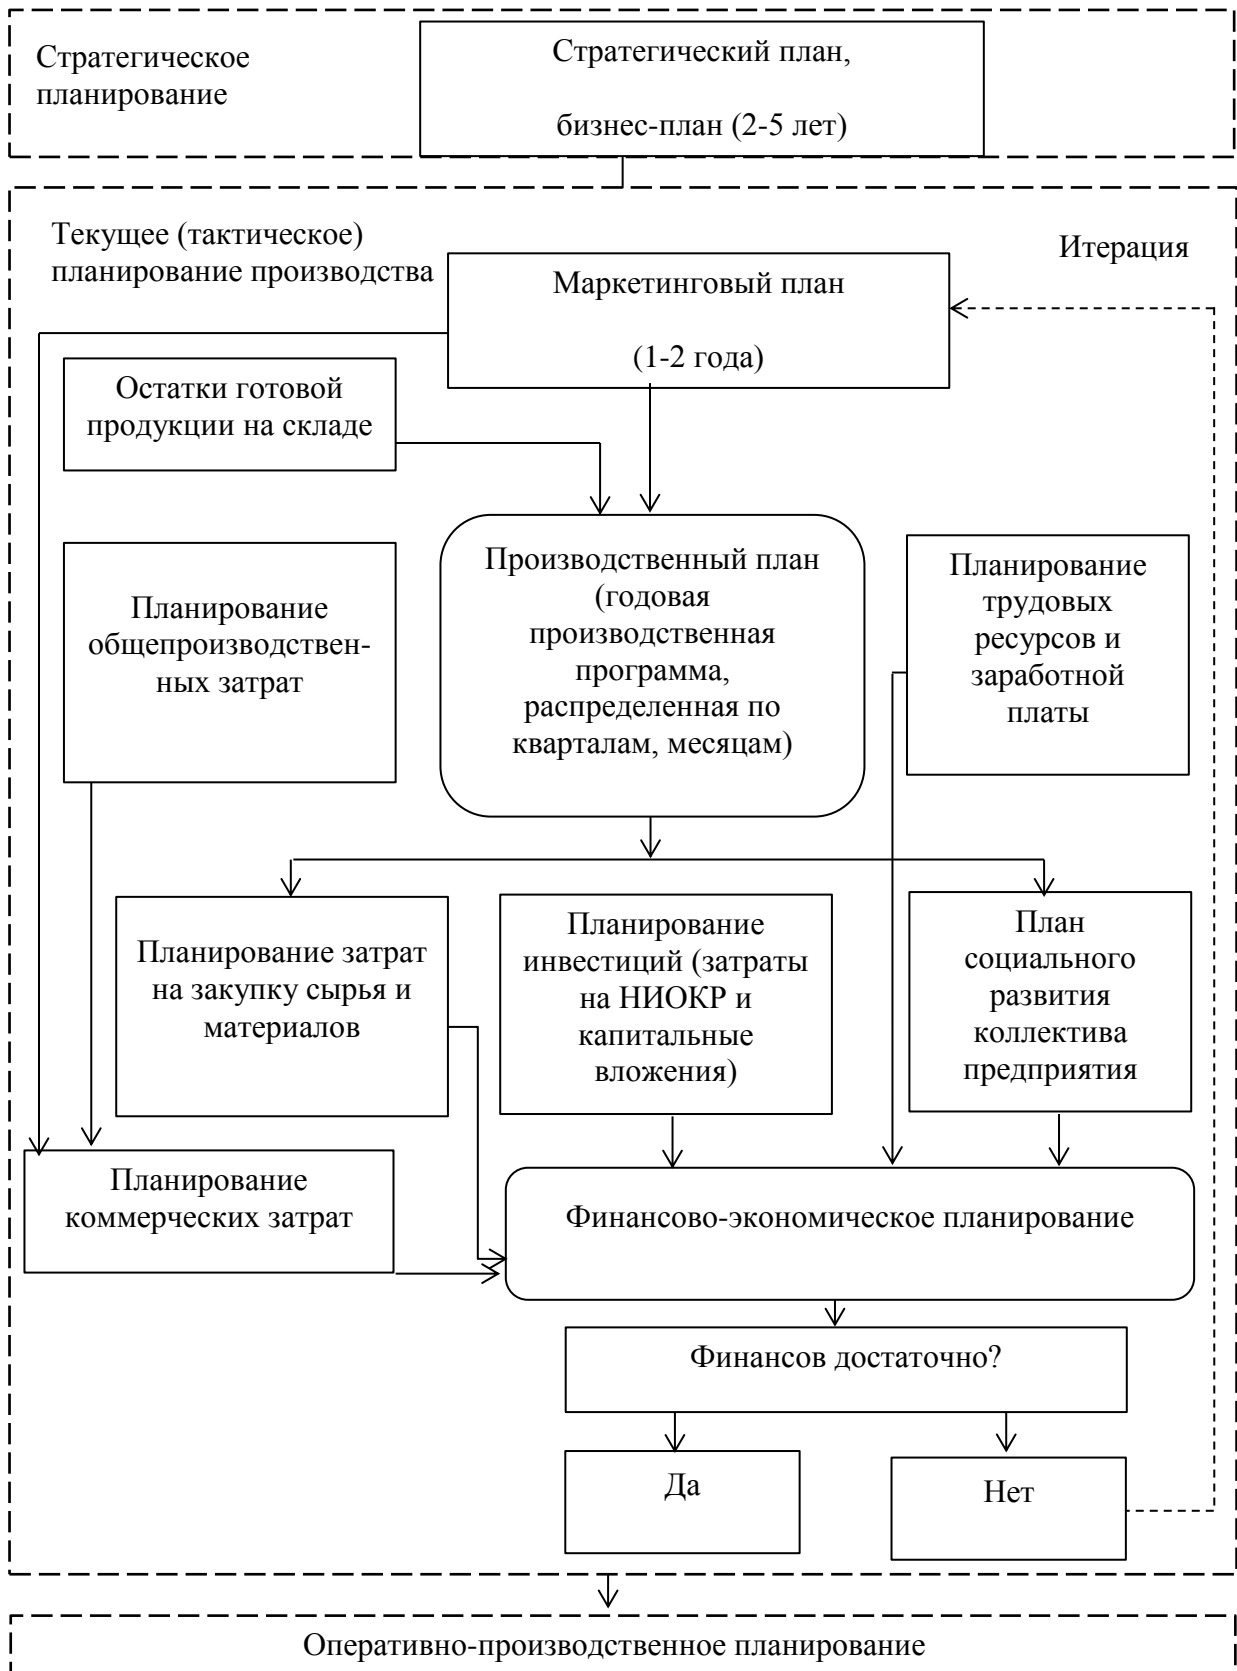 Стратегическое
планирование
Стратегический план,
бизнес-план (2-5 лет)
Текущее (тактическое)
планирование производства
Итерация
Маркетинговый план
(1-2 года)
Остатки готовой
продукции на складе
Планирование
общепроизводствен-
ных затрат
Производственный план
(годовая
производственная
программа,
распределенная по
кварталам, месяцам)
Планирование
трудовых
ресурсов и
заработной
платы
Планирование затрат
на закупку сырья и
материалов
Планирование
инвестиций (затраты
на НИОКР и
капитальные
вложения)
План
социального
развития
коллектива
предприятия
Планирование
коммерческих затрат
Финансово-экономическое планирование
Финансов достаточно?
Да
Нет
Оперативно-производственное планирование